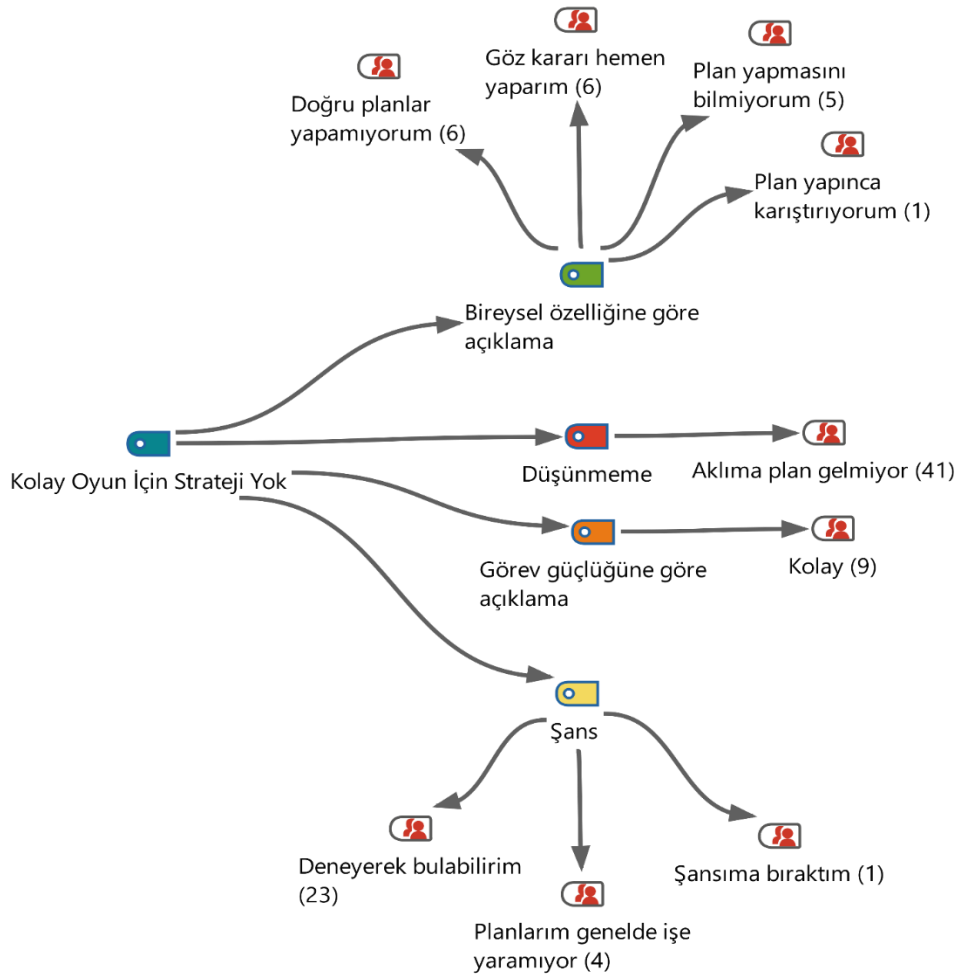 Göz kararı hemen
yaparım (6)
Plan yapmasını
bilmiyorum (5)
Doğru planlar
yapamıyorum (6)
Plan yapınca
karıştırıyorum (1)
Bireysel özelliğine göre
açıklama
Kolay Oyun İçin Strateji Yok
Düşünmeme
Aklıma plan gelmiyor (41)
Görev güçlüğüne göre
açıklama
Kolay (9)
Şans
Deneyerek bulabilirim
(23)
Planlarım genelde işe
yaramıyor (4)
Şansıma bıraktım (1)